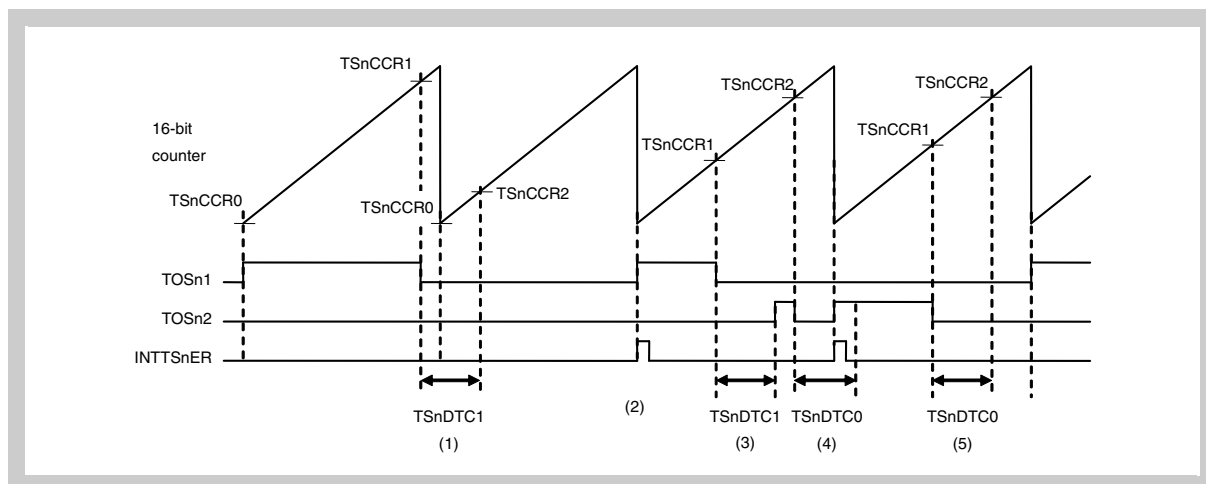 TSnCCR1
TSnCCR2
TSnCCR2
16-bit
counter
TSnCCR1
TSnCCR1
TSnCCR0
TSnCCR0
TSnCCR2
TOSn1
TOSn2
INTTSnER
TSnDTC1
(1)
(2)
TSnDTC1
(3)
TSnDTC0
(4)
TSnDTC0
(5)